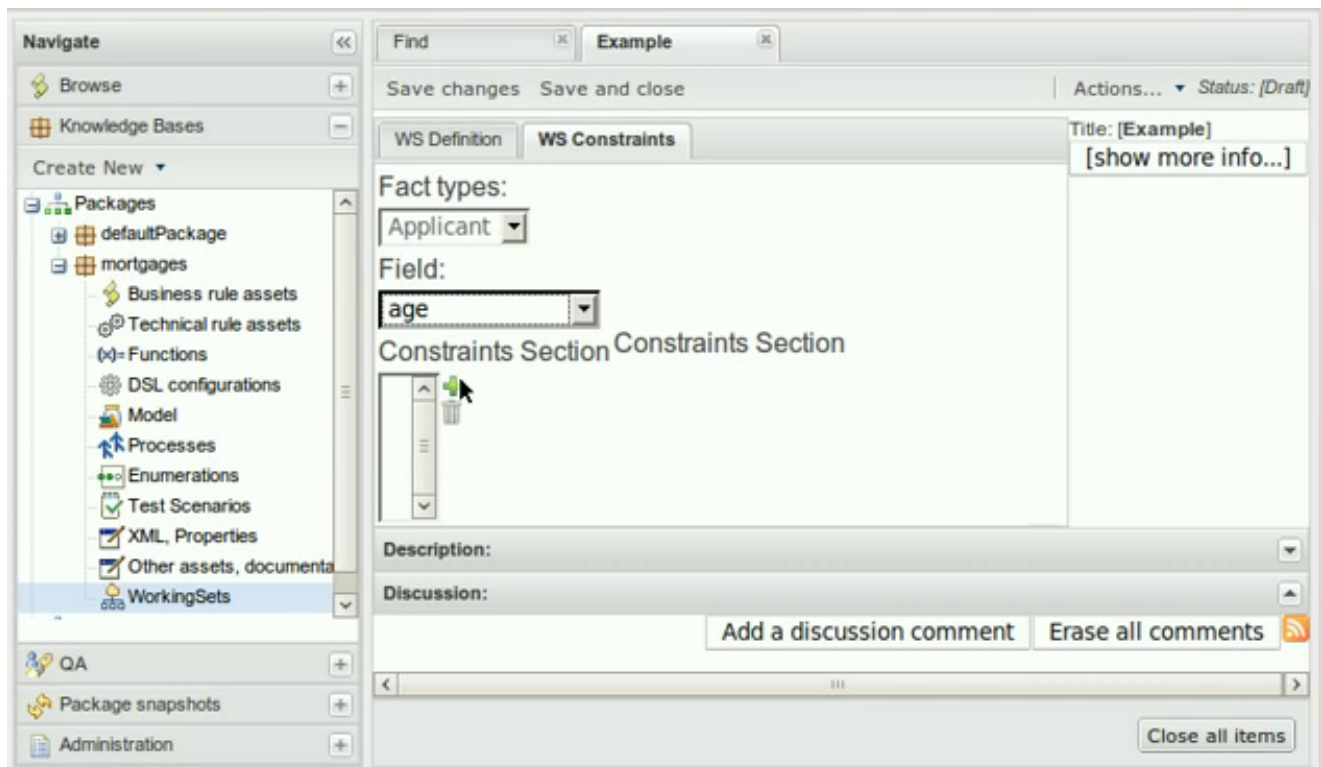 Navigate
Browse
Knowledge Bases
Create New
Packages
defaultPackage
mortgages
Business rule assets
Technical rule assets
(x)= Functions
DSL configurations
Model
Processes
Enumerations
Test Scenarios
XML, Properties
Other assets, documenta
WorkingSets
QA
Package snapshots
Administration
Find
Example
Save changes Save and close
Actions... Status: [Draft]
WS Definition WS Constraints
Title: [Example]
[show more info...]
Fact types:
Applicant
Field:
age
Constraints Section Constraints Section
Description:
Discussion:
Add a discussion comment Erase all comments
Close all items